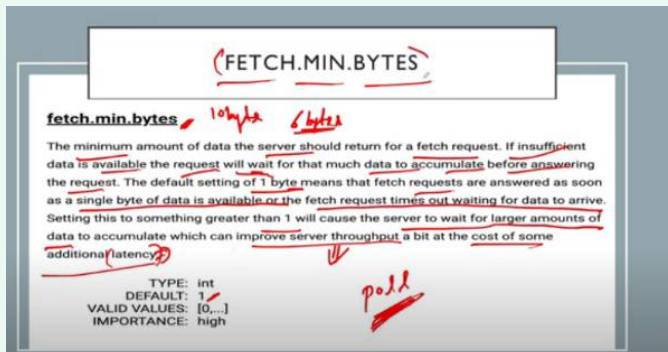 (FETCH.MIN.BYTES)
fetch.min.bytes 10byte 6 bytes
The minimum amount of data the server should return for a fetch request. If insufficient
data is available the request will wait for that much data to accumulate before answering
the request. The default setting of 1 byte means that fetch requests are answered as soon
as a single byte of data is available or the fetch request times out waiting for data to arrive.
Setting this to something greater than 1 will cause the server to wait for larger amounts of
data to accumulate which can improve server throughput a bit at the cost of some
additional latency.
TYPE: int
DEFAULT: 1
VALID VALUES: [0,...]
IMPORTANCE: high
poll